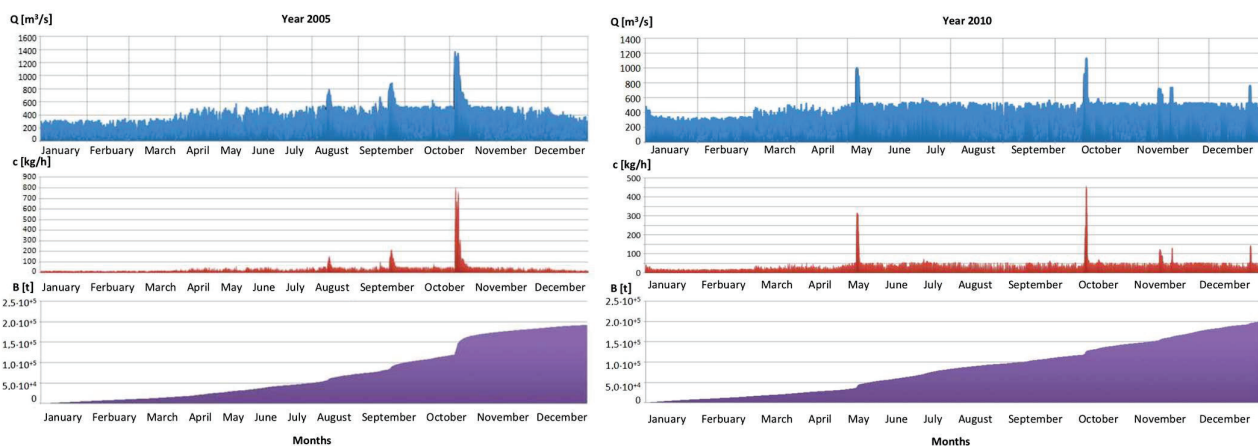 Year 2005
Q [m³/s]
1600
1400
1200
1000
800
600
400
200
0
January Ferbuary March April May June July August September October November December
c [kg/h]
900
800
700
600
500
400
300
200
100
0
January Ferbuary March April May June July August September October November December
B [t]
2,5·10⁺⁵
2.0·10⁺⁵
1.5·10⁺⁵
1.0·10⁺⁵
5.0·10⁺⁴
0
January Ferbuary March April May June July August September October November December
Months
Year 2010
Q [m³/s]
1400
1200
1000
800
600
400
200
0
January Ferbuary March April May June July August September October November December
c [kg/h]
500
400
300
200
100
0
January Ferbuary March April May June July August September October November December
B [t]
2,5·10⁺⁵
2.0·10⁺⁵
1.5·10⁺⁵
1.0·10⁺⁵
5.0·10⁺⁴
0
January Ferbuary March April May June July August September October November December
Months